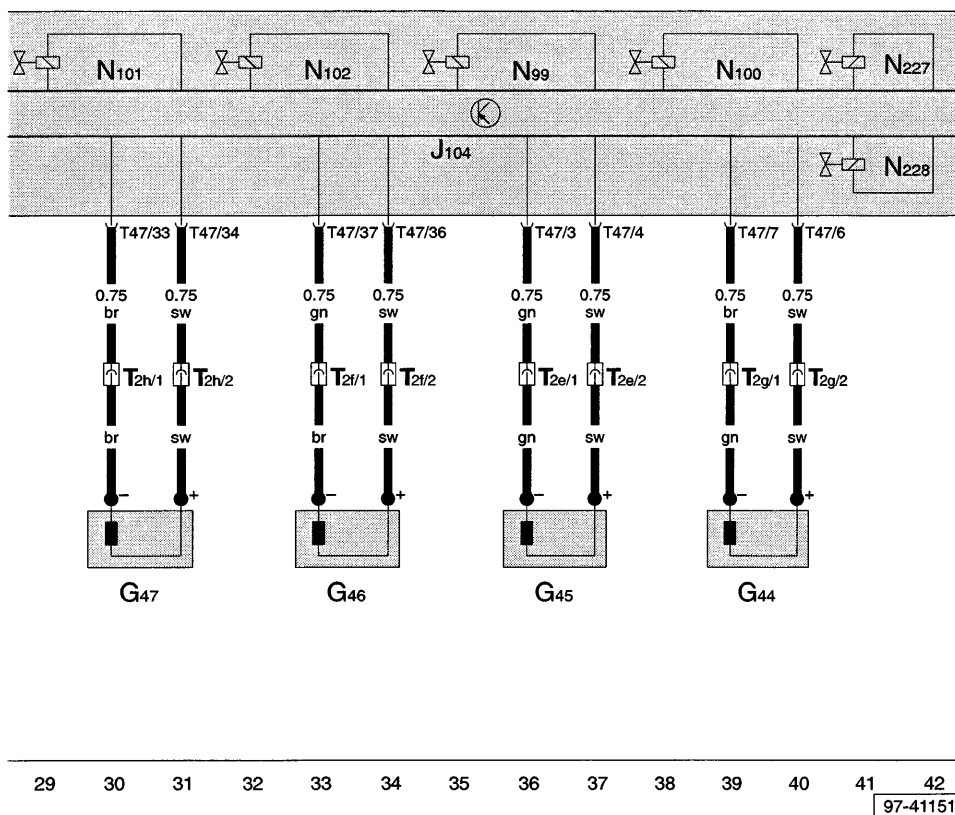 N101 N102 N99 N100 N227
J104 N228
T47/33 T47/34 T47/37 T47/36 T47/3 T47/4 T47/7 T47/6
0.75 0.75 0.75 0.75 0.75 0.75 0.75 0.75
br sw gn sw gn sw br sw
T2h/1 T2h/2 T2f/1 T2f/2 T2e/1 T2e/2 T2g/1 T2g/2
br sw br sw gn sw gn sw
- + - + - + - +
G47 G46 G45 G44
29 30 31 32 33 34 35 36 37 38 39 40 41 42
97-41151